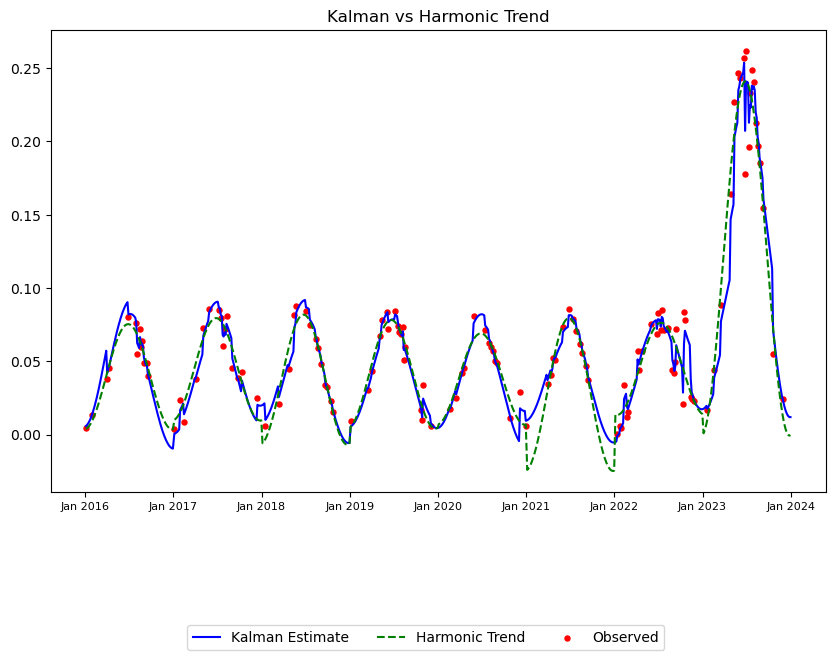 Kalman vs Harmonic Trend
0.25
0.20
0.15
0.10
0.05
0.00
Jan 2016 Jan 2017 Jan 2018 Jan 2019 Jan 2020 Jan 2021 Jan 2022 Jan 2023 Jan 2024
Kalman Estimate Harmonic Trend Observed